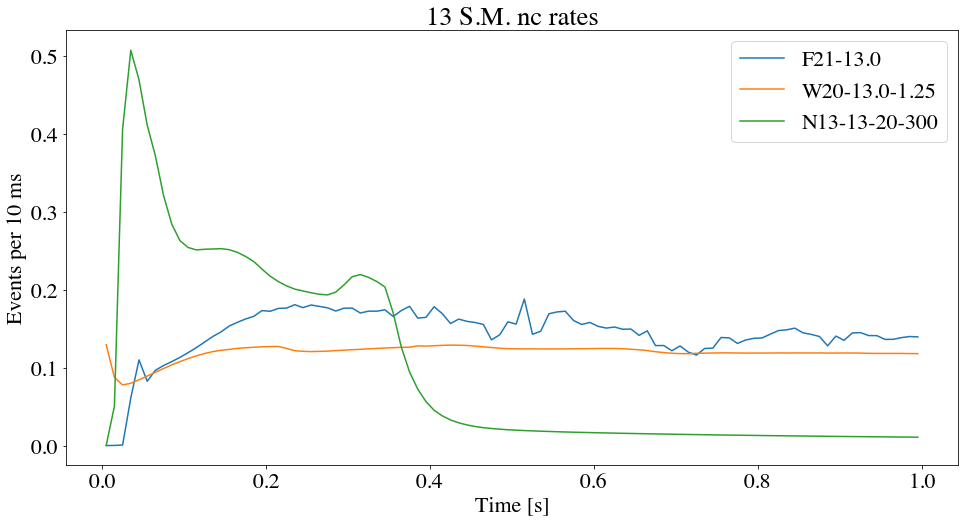 13 S.M. nc rates
Events per 10 ms
0.5
0.4
0.3
0.2
0.1
0.0
F21-13.0
W20-13.0-1.25
N13-13-20-300
0.0 0.2 0.4 0.6 0.8 1.0
Time [s]